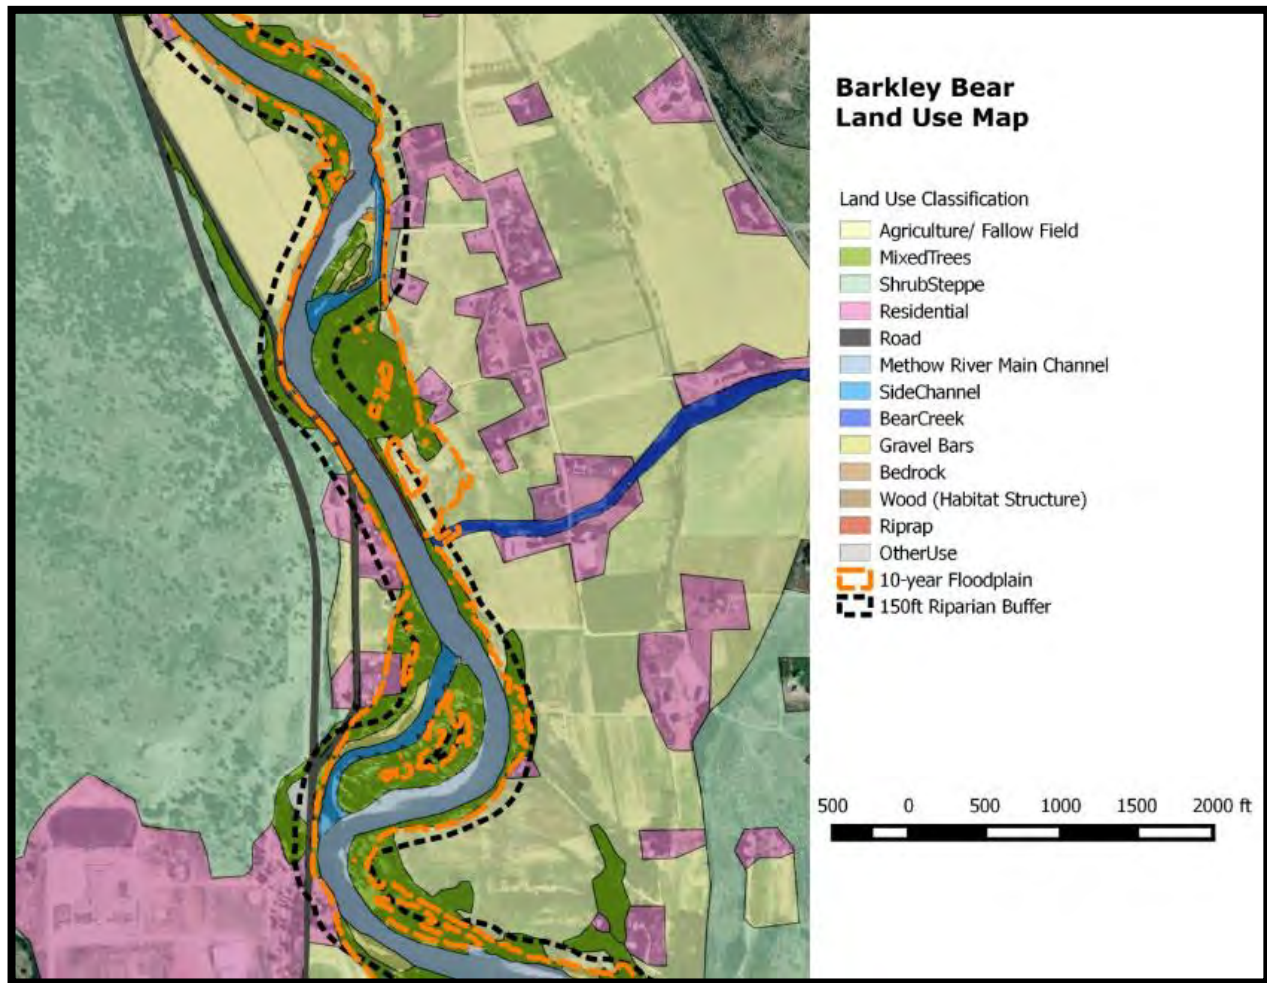 Barkley Bear
Land Use Map
Land Use Classification
Agriculture/ Fallow Field
MixedTrees
ShrubSteppe
Residential
Road
Methow River Main Channel
SideChannel
BearCreek
Gravel Bars
Bedrock
Wood (Habitat Structure)
Riprap
OtherUse
10-year Floodplain
150ft Riparian Buffer
500 0 500 1000 1500 2000 ft